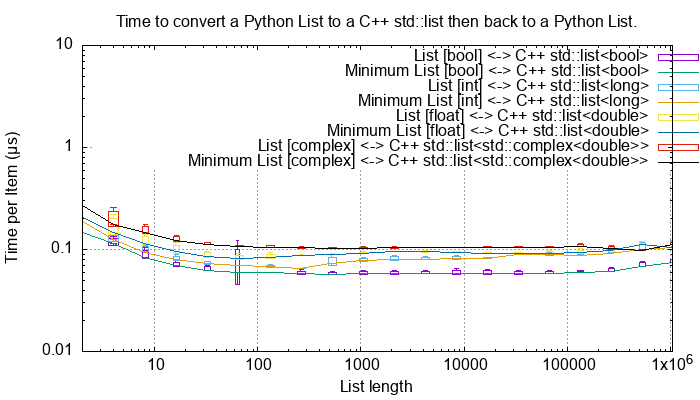 Time to convert a Python List to a C++ std::list then back to a Python List.
10
1
0.1
0.01
Time per Item (µs)
List [bool] <-> C++ std::list<bool>
Minimum List [bool] <-> C++ std::list<bool>
List [int] <-> C++ std::list<long>
Minimum List [int] <-> C++ std::list<long>
List [float] <-> C++ std::list<double>
Minimum List [float] <-> C++ std::list<double>
List [complex] <-> C++ std::list<std::complex<double>>
Minimum List [complex] <-> C++ std::list<std::complex<double>>
10 100 1000 10000 100000 1x10⁶
List length